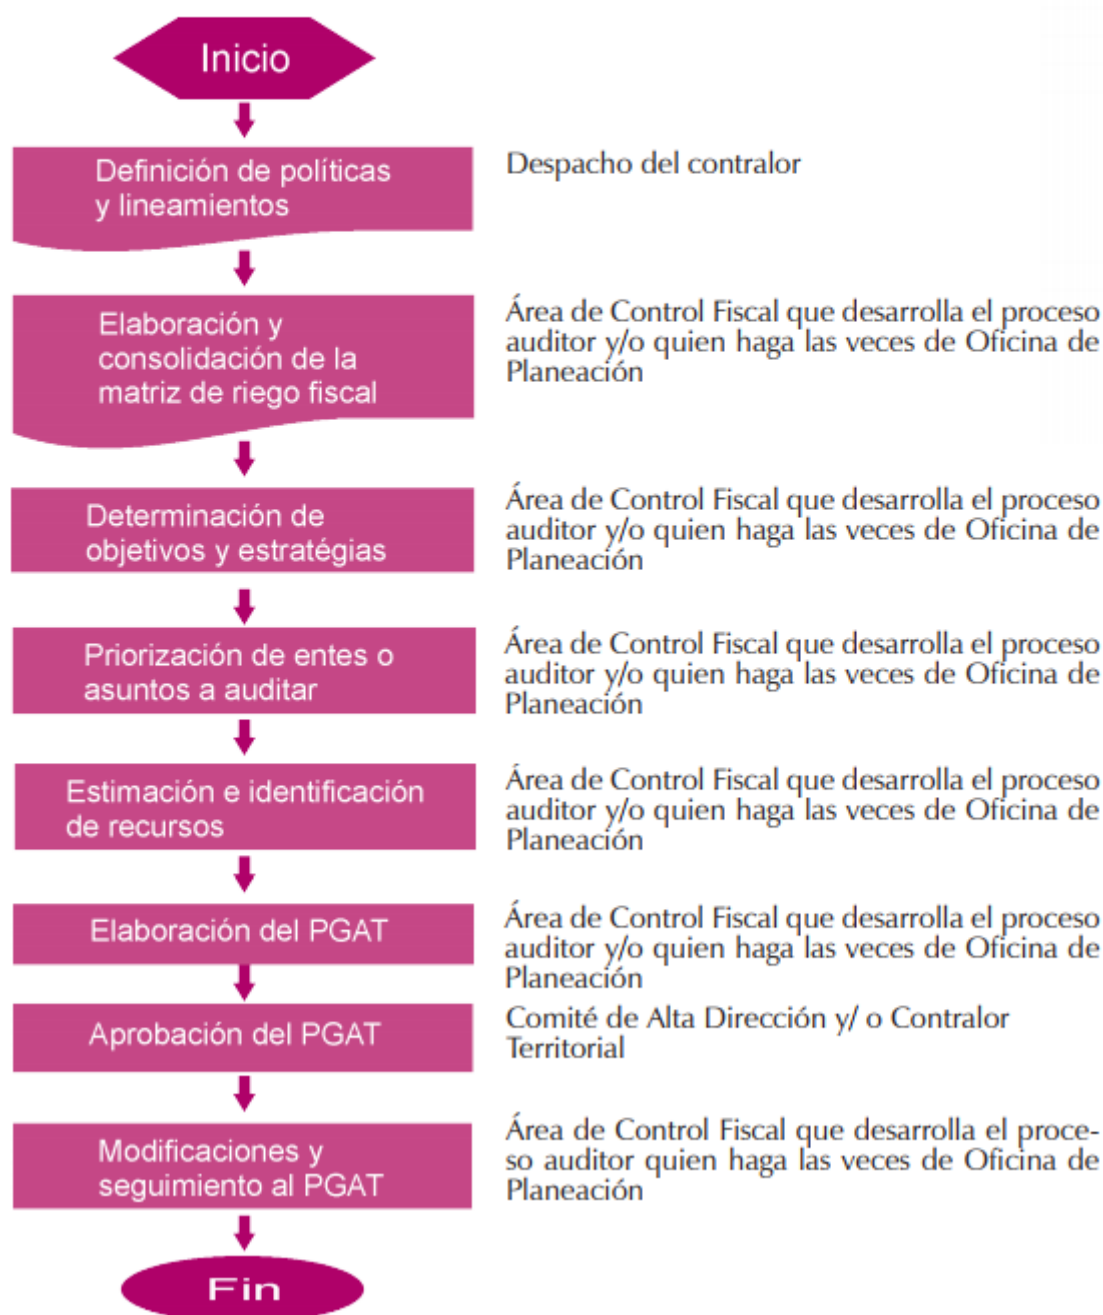 Inicio
Definición de políticas
y lineamientos
Despacho del contralor
Elaboración y
consolidación de la
matriz de riego fiscal
Área de Control Fiscal que desarrolla el proceso
auditor y/o quien haga las veces de Oficina de
Planeación
Determinación de
objetivos y estratégias
Área de Control Fiscal que desarrolla el proceso
auditor y/o quien haga las veces de Oficina de
Planeación
Priorización de entes o
asuntos a auditar
Área de Control Fiscal que desarrolla el proceso
auditor y/o quien haga las veces de Oficina de
Planeación
Estimación e identificación
de recursos
Área de Control Fiscal que desarrolla el proceso
auditor y/o quien haga las veces de Oficina de
Planeación
Elaboración del PGAT
Área de Control Fiscal que desarrolla el proceso
auditor y/o quien haga las veces de Oficina de
Planeación
Aprobación del PGAT
Comité de Alta Dirección y/ o Contralor
Territorial
Modificaciones y
seguimiento al PGAT
Área de Control Fiscal que desarrolla el proce-
so auditor quien haga las veces de Oficina de
Planeación
Fin